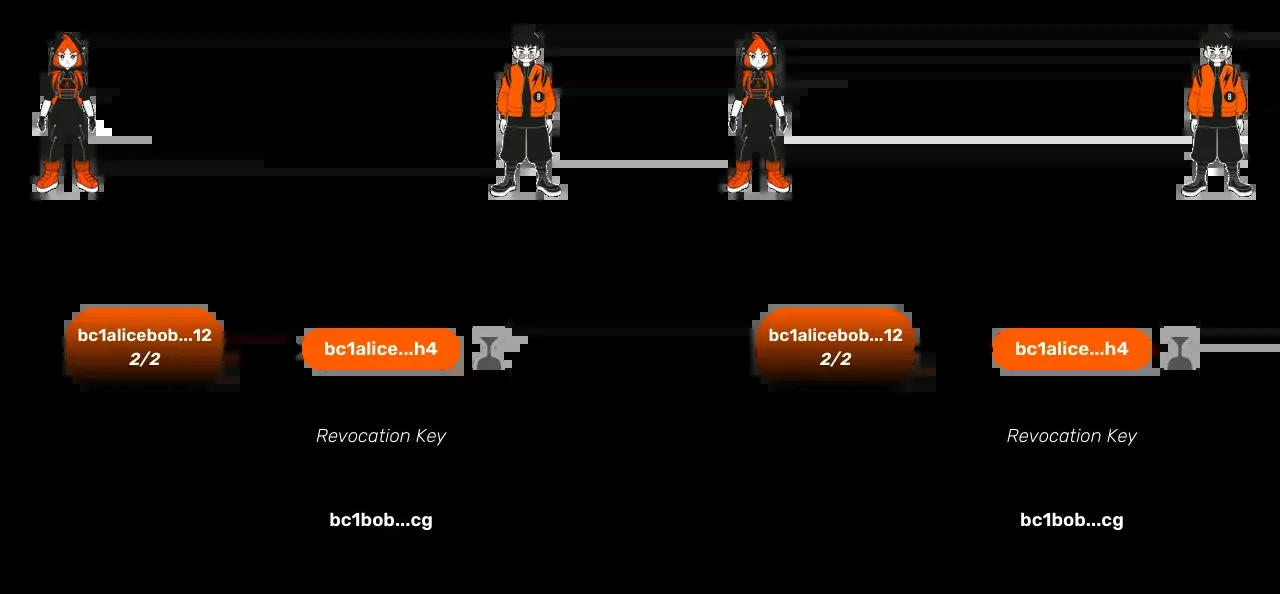 bc1alicebob...12
2/2
bc1alice...h4
Revocation Key
bc1bob...cg
bc1alicebob...12
2/2
bc1alice...h4
Revocation Key
bc1bob...cg